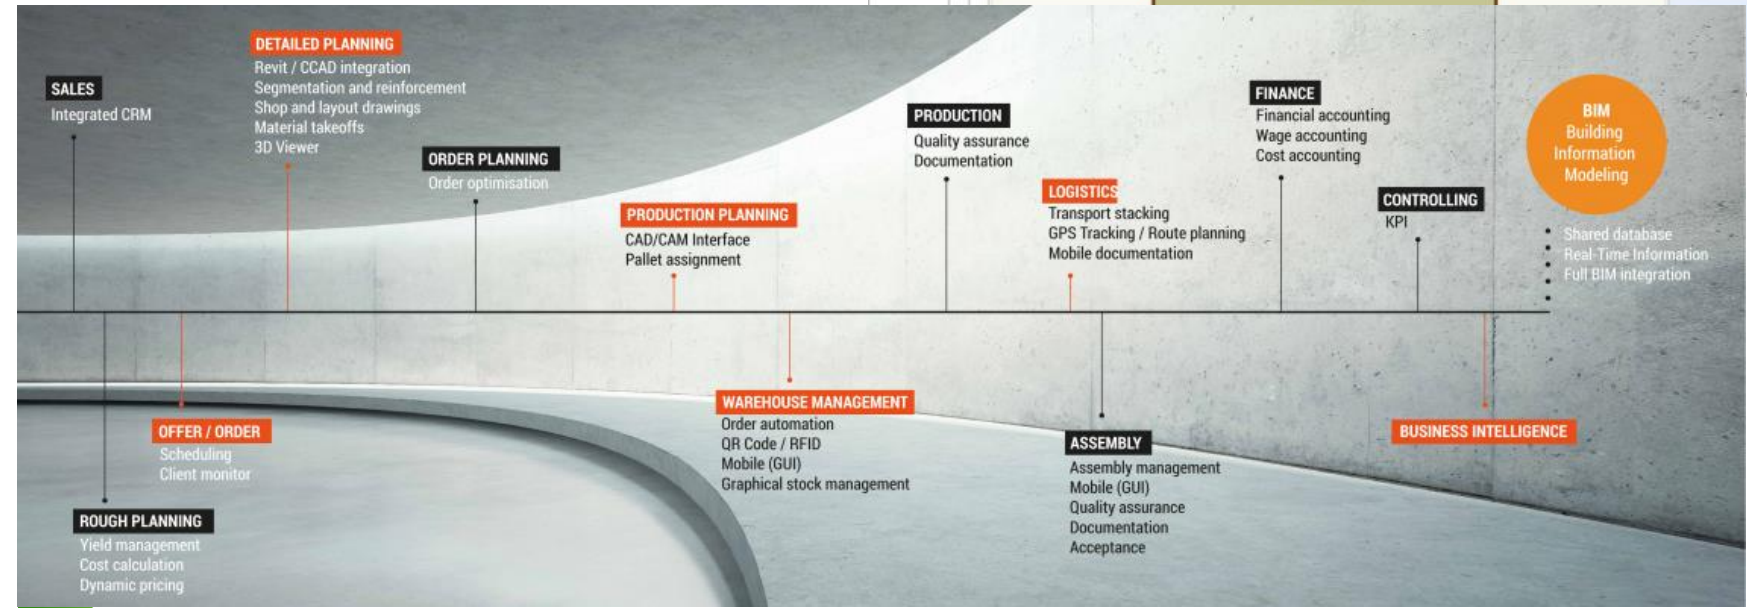 SALES
Integrated CRM
DETAILED PLANNING
Revit / CCAD integration
Segmentation and reinforcement
Shop and layout drawings
Material takeoffs
3D Viewer
ORDER PLANNING
Order optimisation
PRODUCTION PLANNING
CAD/CAM Interface
Pallet assignment
PRODUCTION
Quality assurance
Documentation
LOGISTICS
Transport stacking
GPS Tracking / Route planning
Mobile documentation
FINANCE
Financial accounting
Wage accounting
Cost accounting
CONTROLLING
KPI
BIM
Building
Information
Modeling
Shared database
Real-Time Information
Full BIM integration
ROUGH PLANNING
Yield management
Cost calculation
Dynamic pricing
OFFER / ORDER
Scheduling
Client monitor
WAREHOUSE MANAGEMENT
Order automation
QR Code / RFID
Mobile (GUI)
Graphical stock management
ASSEMBLY
Assembly management
Mobile (GUI)
Quality assurance
Documentation
Acceptance
BUSINESS INTELLIGENCE